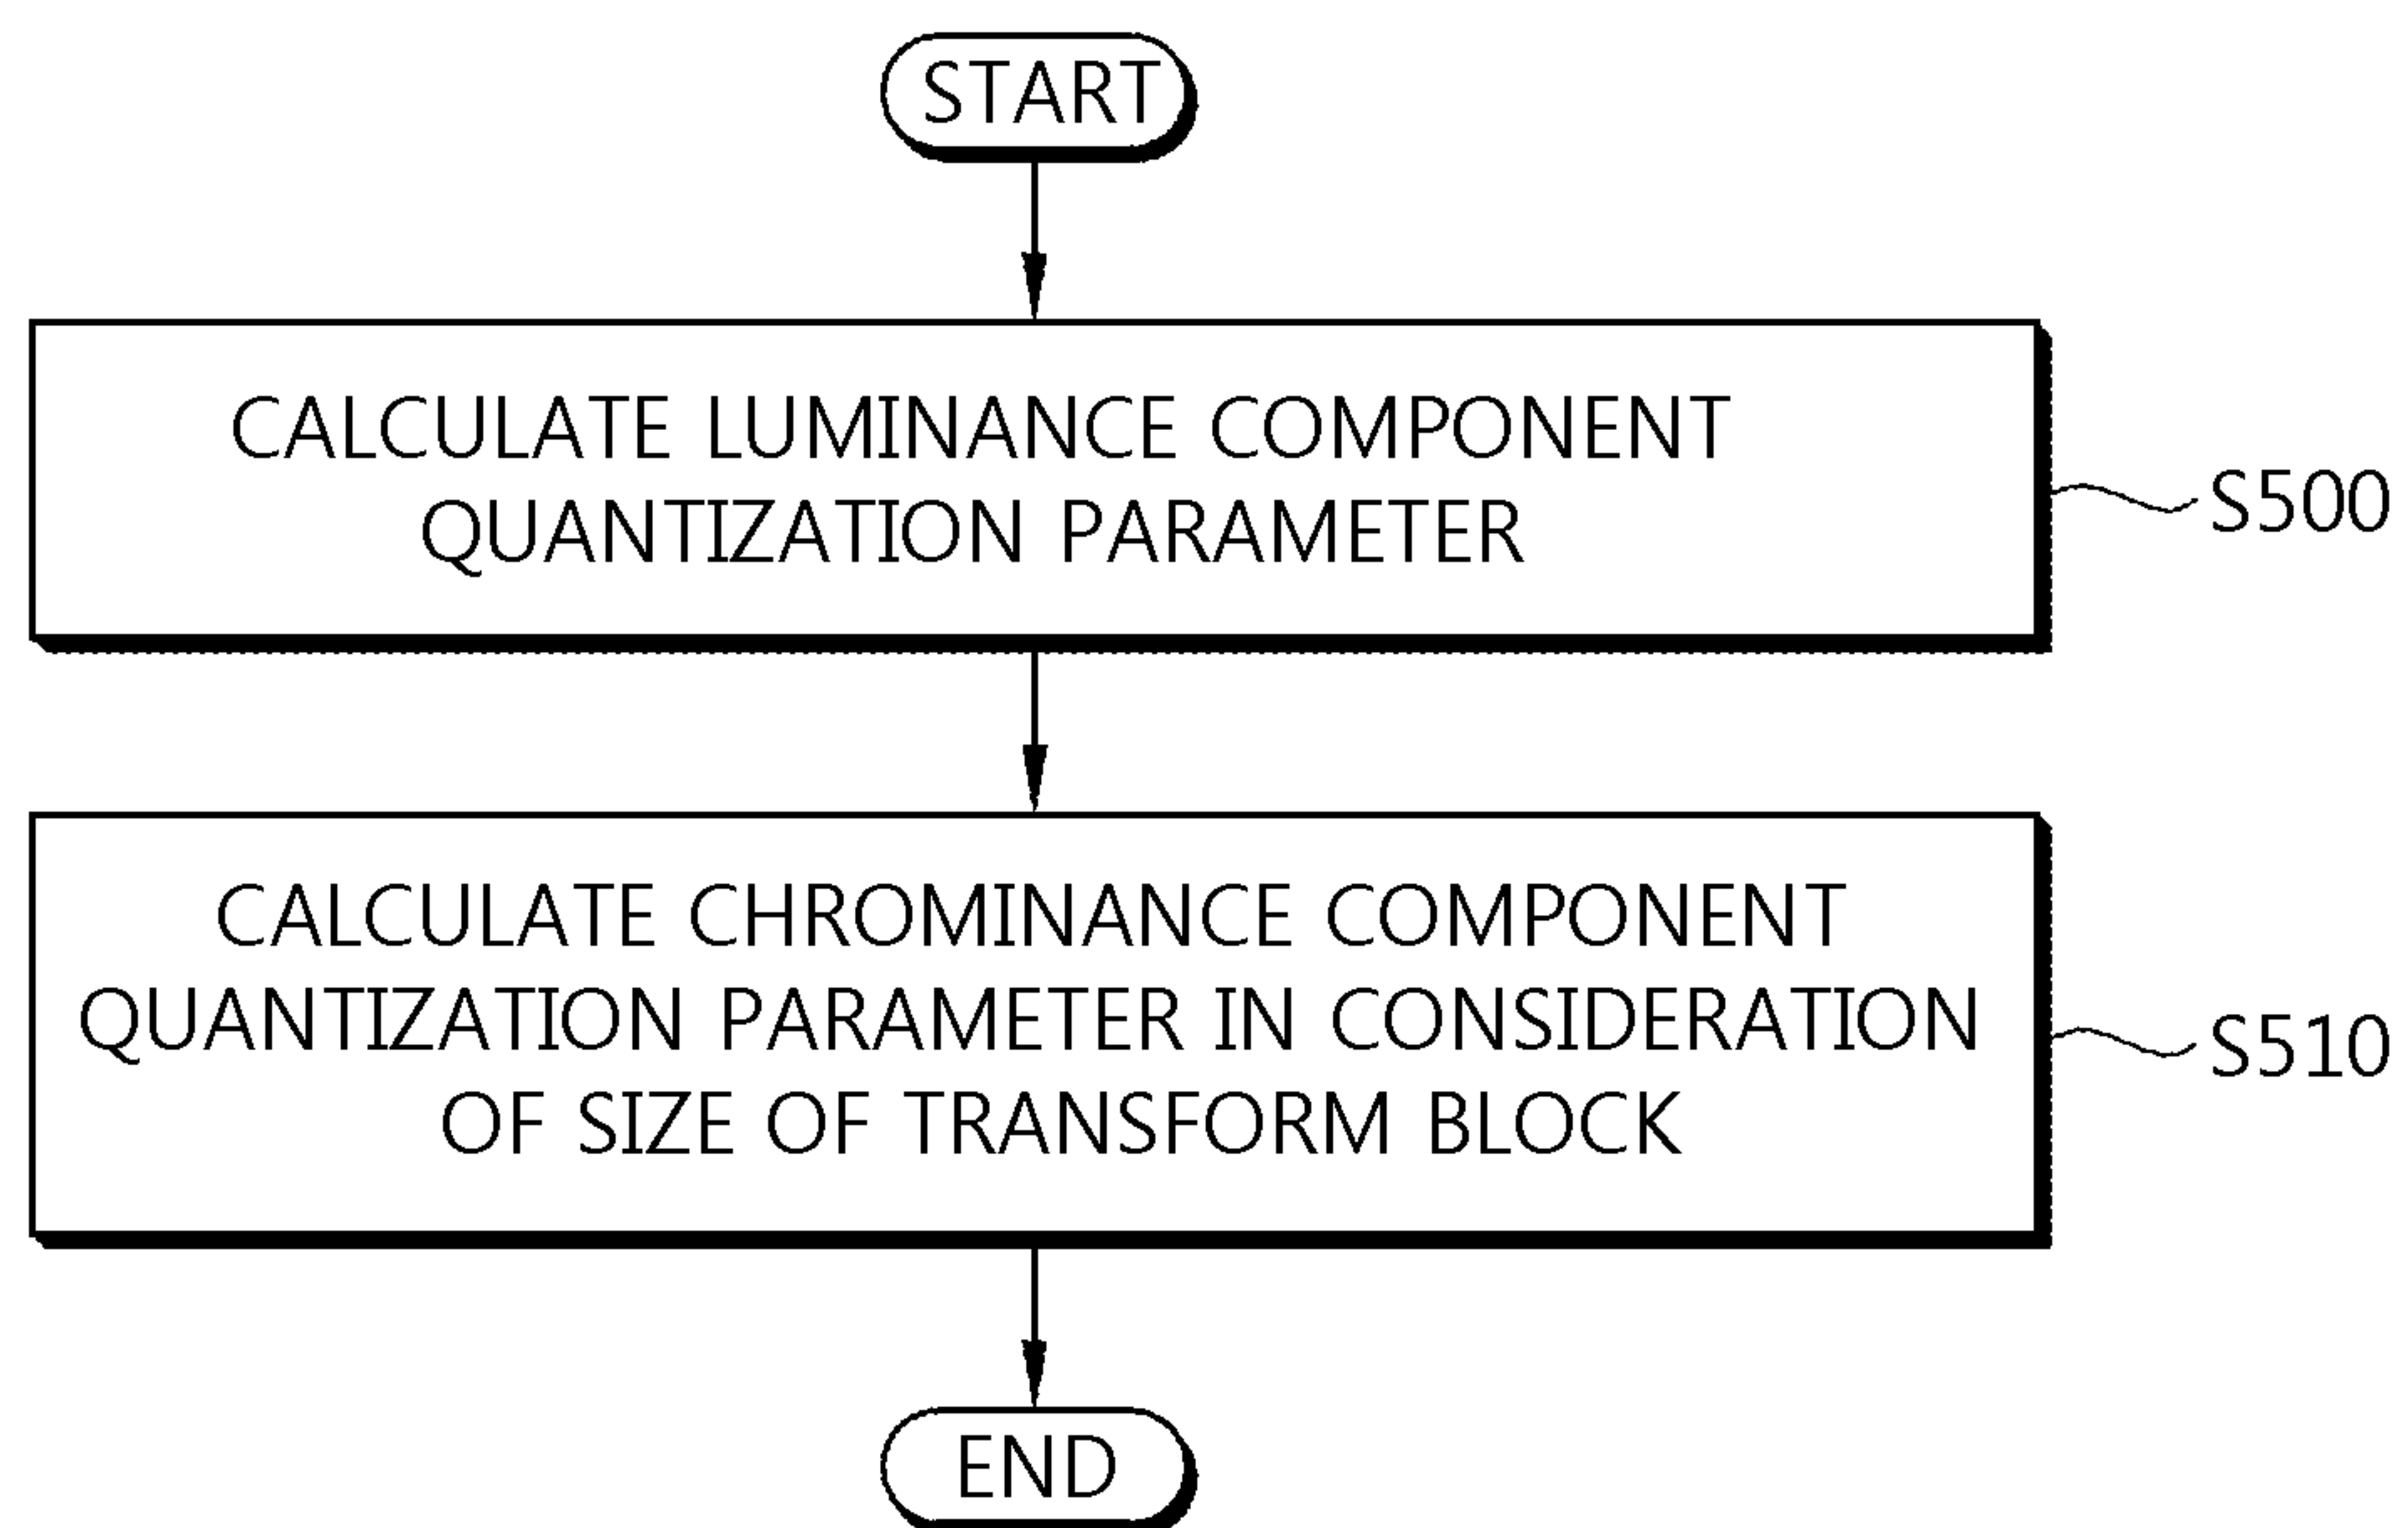 START
CALCULATE LUMINANCE COMPONENT
QUANTIZATION PARAMETER
S500
CALCULATE CHROMINANCE COMPONENT
QUANTIZATION PARAMETER IN CONSIDERATION
OF SIZE OF TRANSFORM BLOCK
S510
END